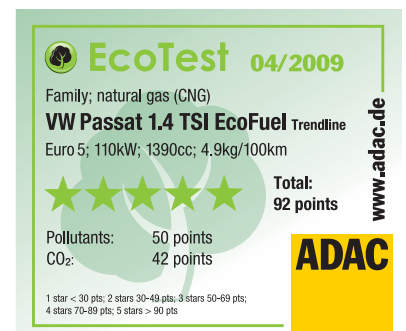 EcoTest 04/2009
Family; natural gas (CNG)
VW Passat 1.4 TSI EcoFuel Trendline
Euro 5; 110kW; 1390cc; 4.9kg/100km
Total:
92 points
Pollutants: 50 points
CO₂: 42 points
1 star < 30 pts; 2 stars 30-49 pts; 3 stars 50-69 pts;
4 stars 70-89 pts; 5 stars > 90 pts
www.adac.de
ADAC